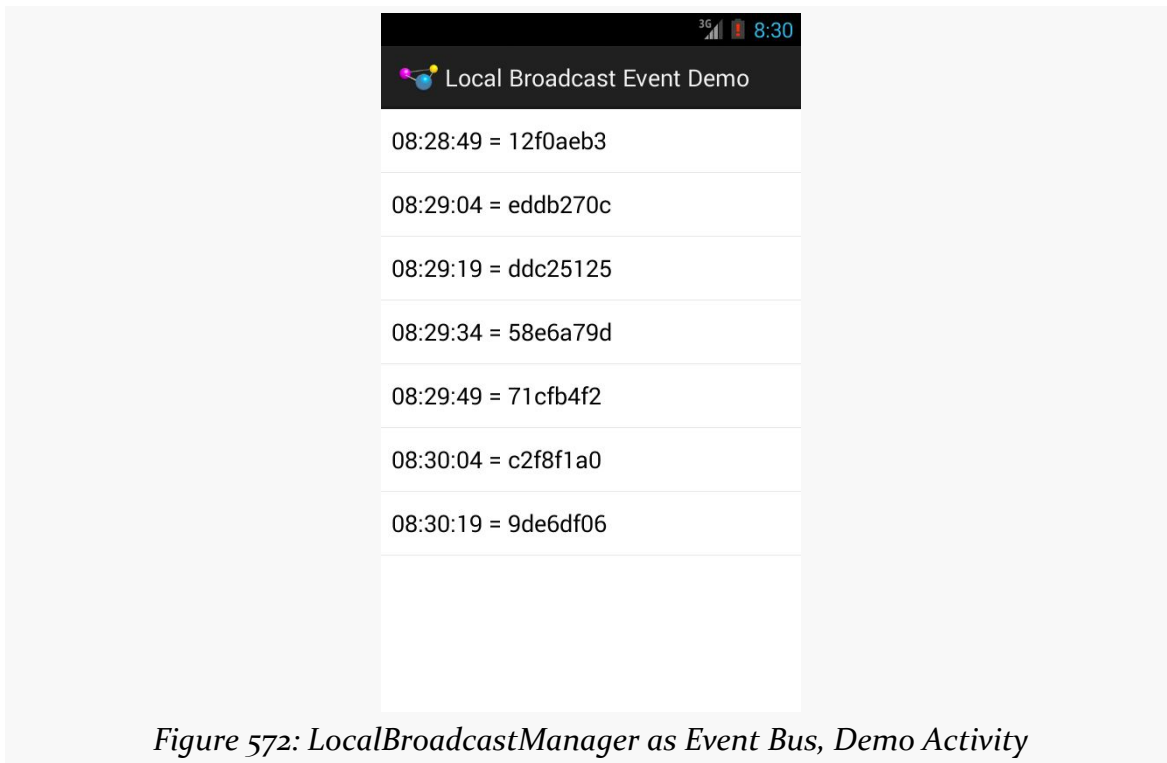 3G 8:30
Local Broadcast Event Demo
08:28:49 = 12f0aeb3
08:29:04 = eddb270c
08:29:19 = ddc25125
08:29:34 = 58e6a79d
08:29:49 = 71cfb4f2
08:30:04 = c2f8f1a0
08:30:19 = 9de6df06
Figure 572: LocalBroadcastManager as Event Bus, Demo Activity